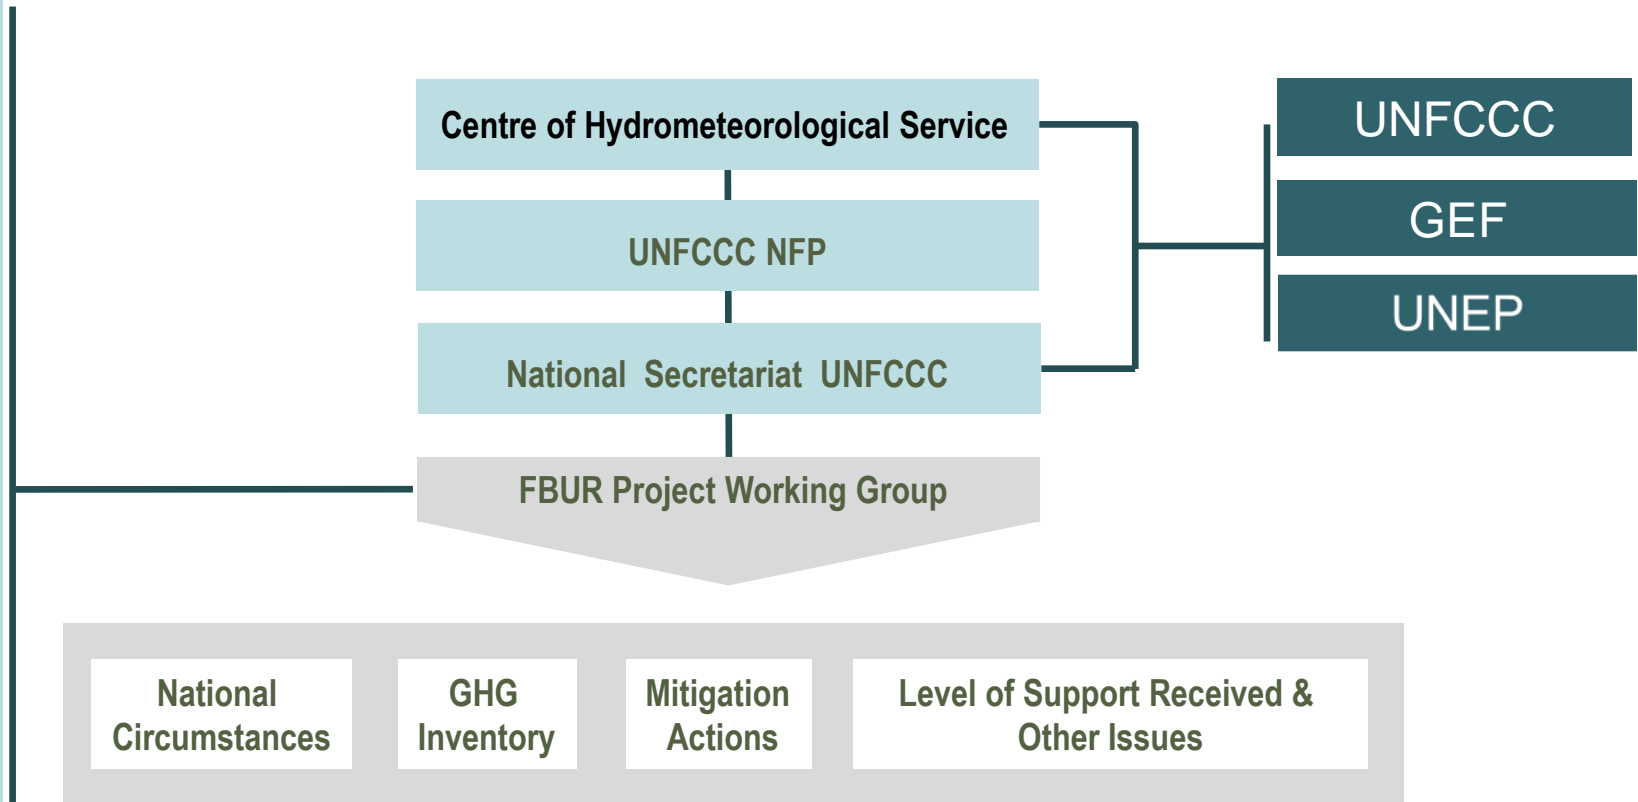 Centre of Hydrometeorological Service
UNFCCC NFP
National Secretariat UNFCCC
FBUR Project Working Group
UNFCCC
GEF
UNEP
National
Circumstances
GHG
Inventory
Mitigation
Actions
Level of Support Received &
Other Issues